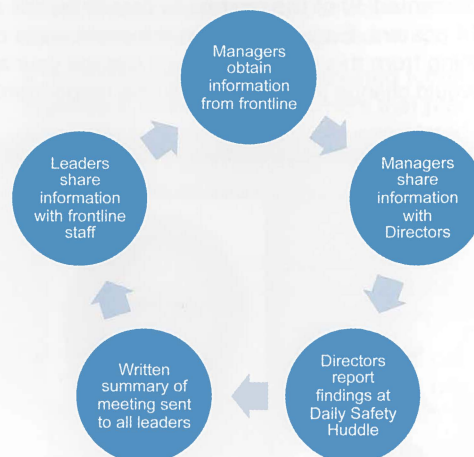 Managers
obtain
information
from frontline
Managers
share
information
with
Directors
Directors
report
findings at
Daily Safety
Huddle
Written
summary of
meeting sent
to all leaders
Leaders
share
information
with frontline
staff